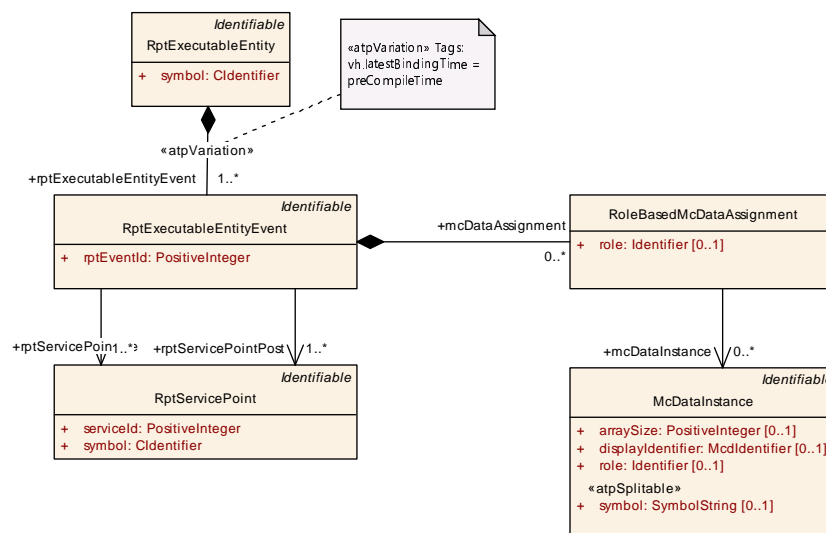 Identifiable
RptExecutableEntity
+ symbol: CIdentifier
«atpVariation» Tags:
vh.latestBindingTime =
preCompileTime
«atpVariation»
+rptExecutableEntityEvent 1..*
Identifiable
RptExecutableEntityEvent
+ rptEventId: PositiveInteger
+mcDataAssignment
0..*
RoleBasedMcDataAssignment
+ role: Identifier [0..1]
1..*
+rptServicePointPost 1..*
+mcDataInstance 0..*
Identifiable
RptServicePoint
+ serviceId: PositiveInteger
+ symbol: CIdentifier
Identifiable
McDataInstance
+ arraySize: PositiveInteger [0..1]
+ displayIdentifier: McdIdentifier [0..1]
+ role: Identifier [0..1]
«atpSplitable»
+ symbol: SymbolString [0..1]